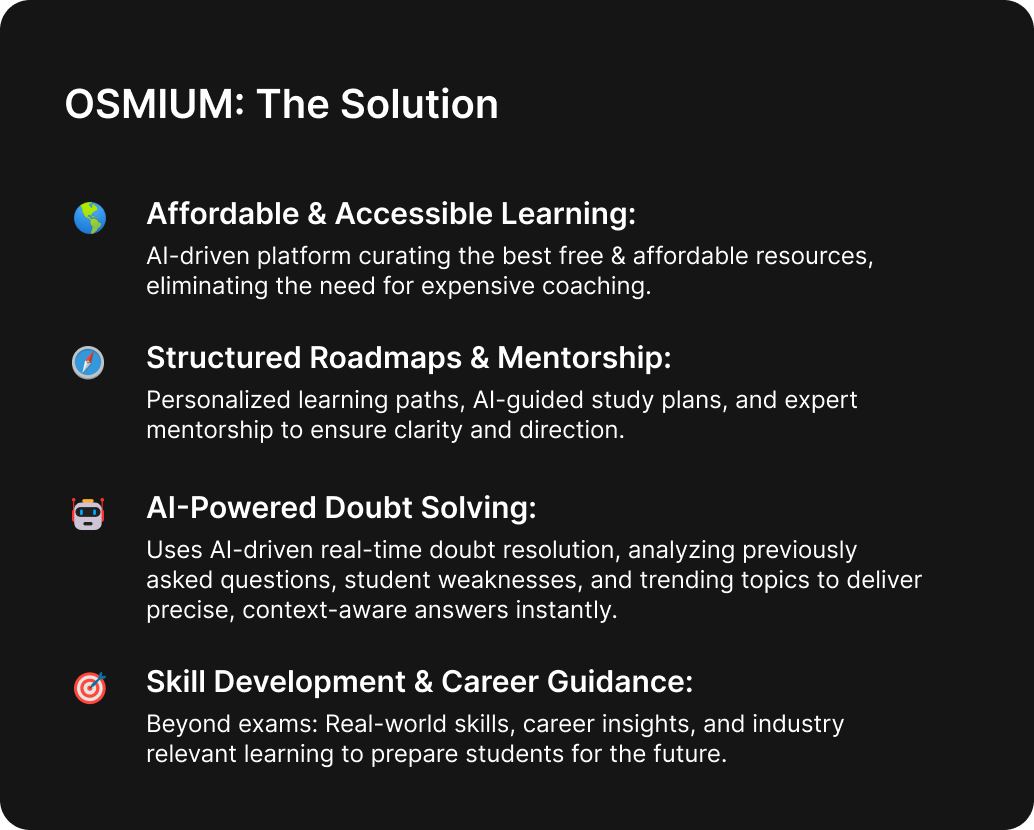 OSMIUM: The Solution
Affordable & Accessible Learning:
AI-driven platform curating the best free & affordable resources,
eliminating the need for expensive coaching.
Structured Roadmaps & Mentorship:
Personalized learning paths, AI-guided study plans, and expert
mentorship to ensure clarity and direction.
AI-Powered Doubt Solving:
Uses AI-driven real-time doubt resolution, analyzing previously
asked questions, student weaknesses, and trending topics to deliver
precise, context-aware answers instantly.
Skill Development & Career Guidance:
Beyond exams: Real-world skills, career insights, and industry
relevant learning to prepare students for the future.